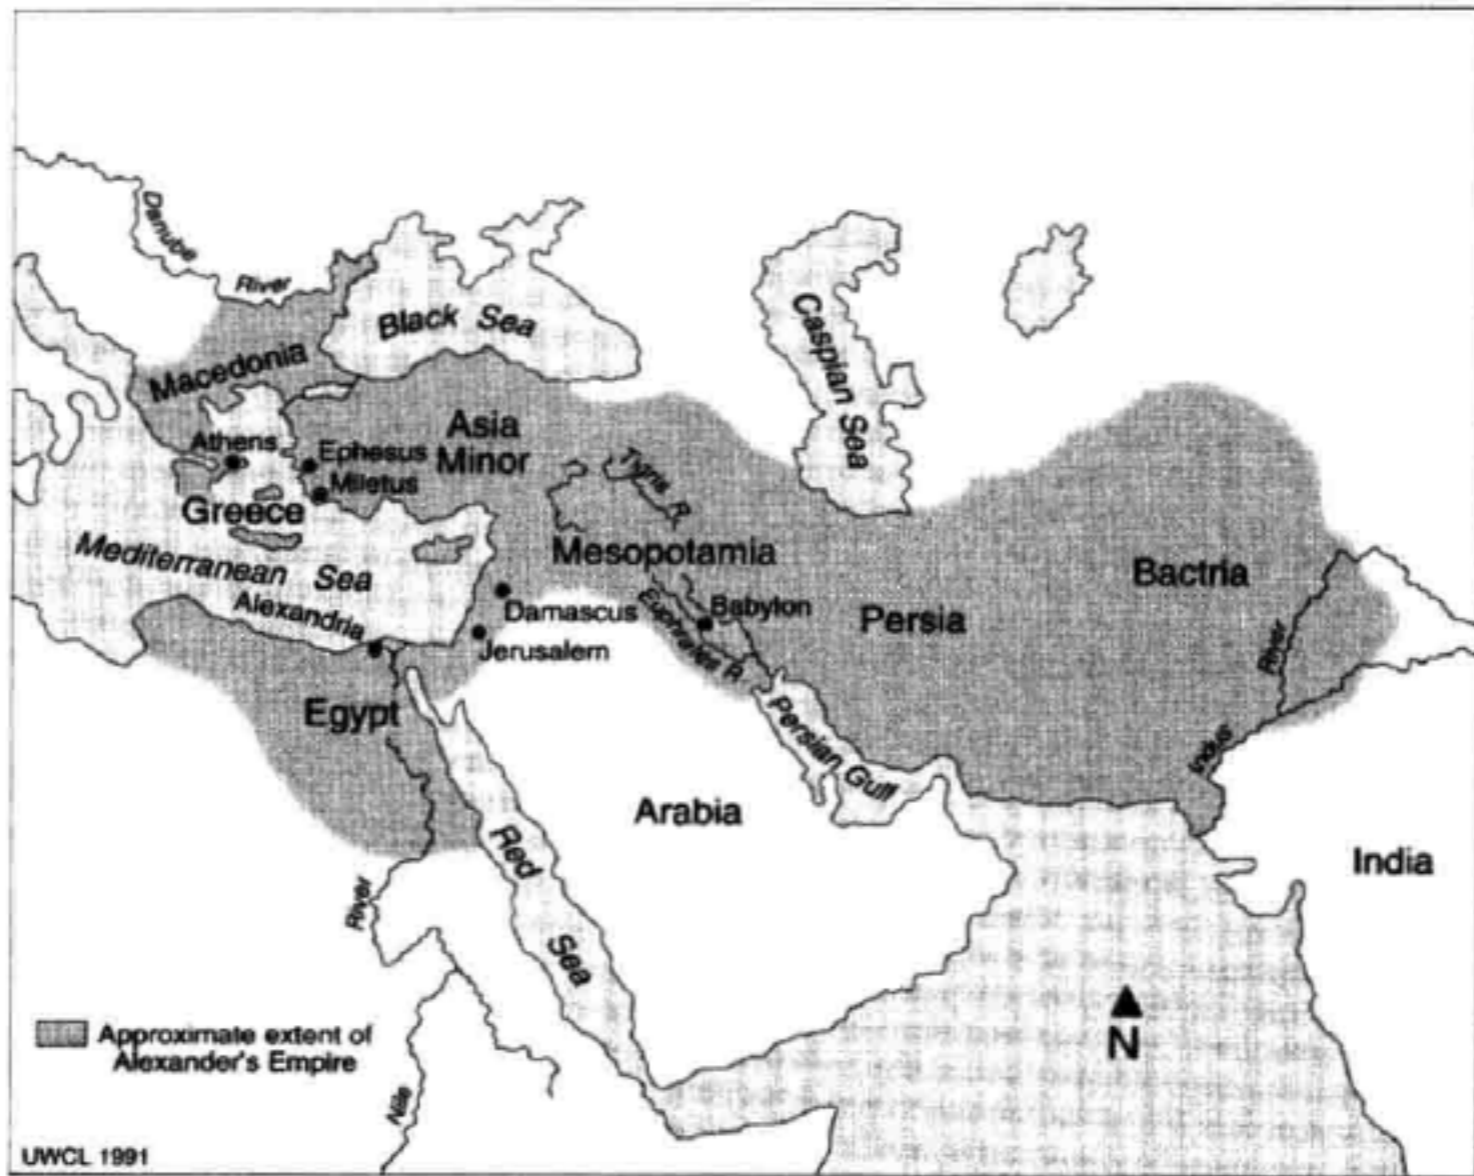 Danube
River
Black Sea
Caspian Sea
Macedonia
Asia
Minor
Athens
Ephesus
Miletus
Tygris R.
Greece
Mesopotamia
Mediterranean Sea
Bactria
Alexandria
Damascus
Euphrates R.
Babylon
Persia
Jerusalem
River
Indus
Egypt
Persian Gulf
Arabia
Red
Sea
India
River
Nile
N
Approximate extent of
Alexander's Empire
UWCL 1991